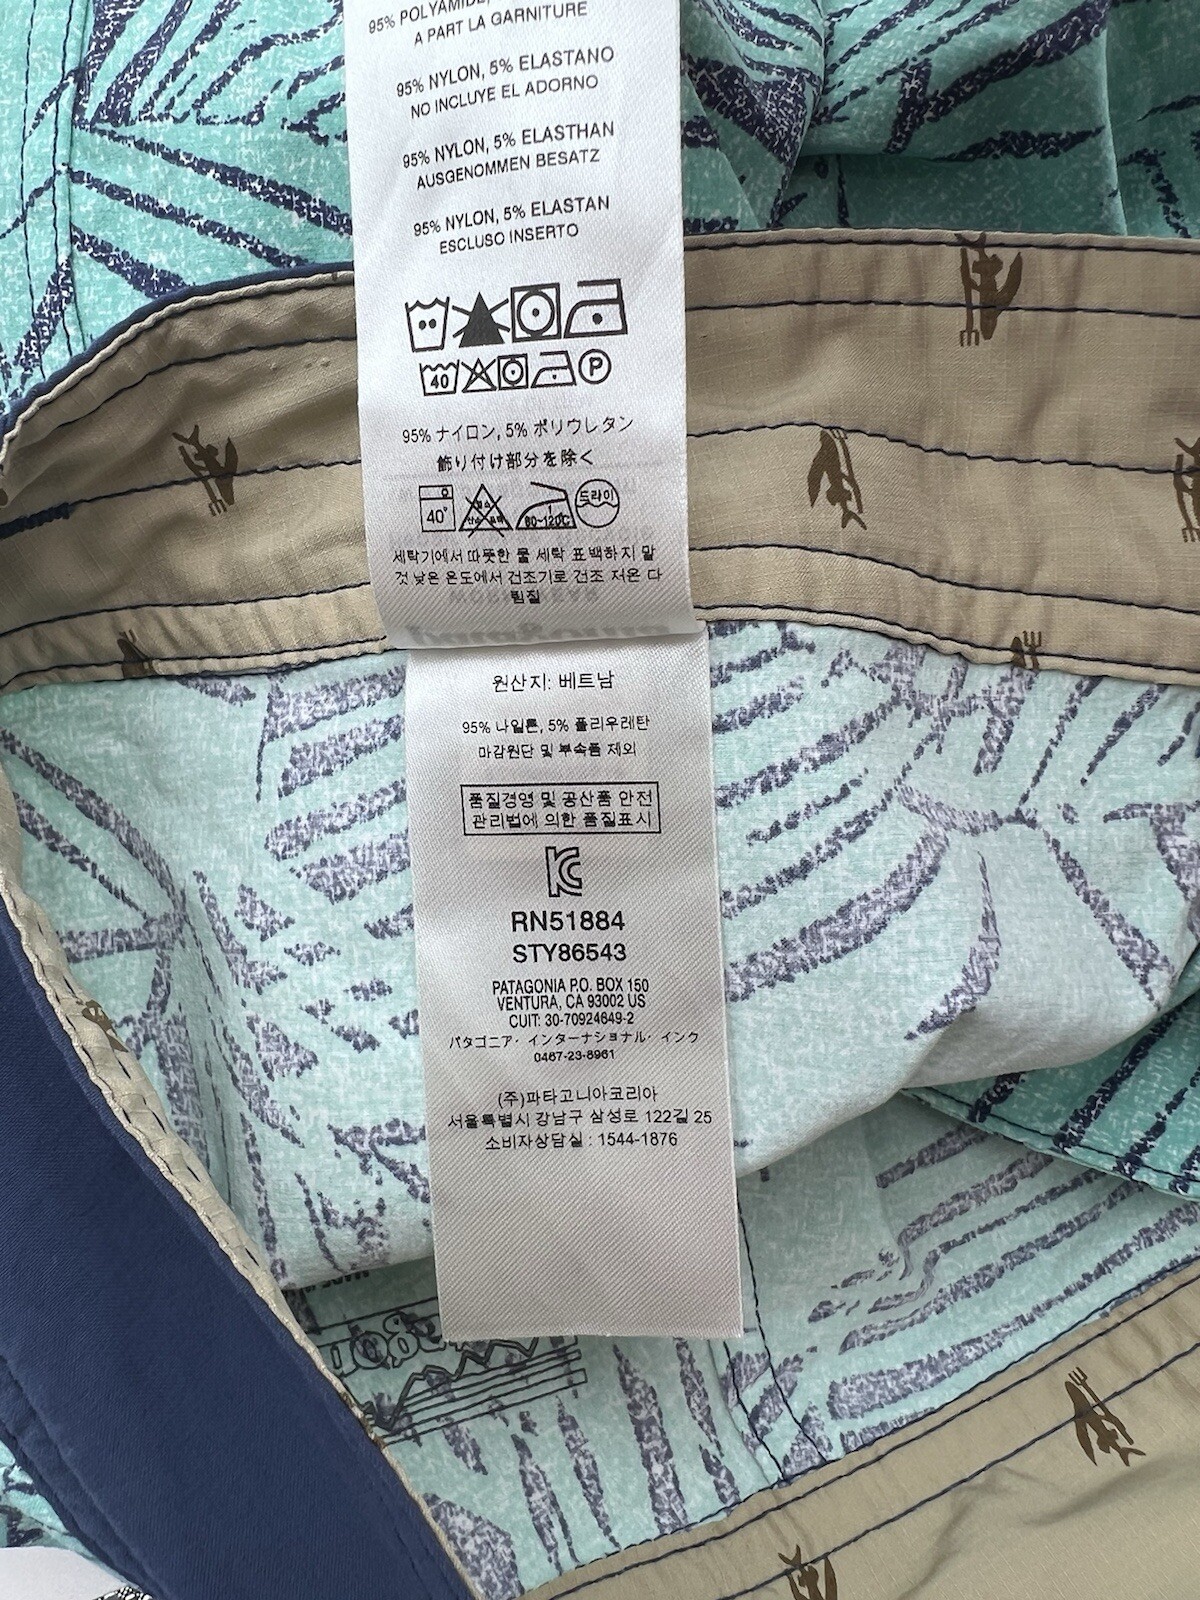 95% POLYAMIDE,
A PART LA GARNITURE
95% NYLON, 5% ELASTANO
NO INCLUYE EL ADORNO
95% NYLON, 5% ELASTHAN
AUSGENOMMEN BESATZ
95% NYLON, 5% ELASTAN
ESCLUSO INSERTO
40 P
95% ナイロン, 5% ポリウレタン
飾り付け部分を除く
40° 80~120℃ 드라이
세탁기에서 따뜻한 물 세탁 표백하지 말
것 낮은 온도에서 건조기로 건조 저온 다
림질
원산지: 베트남
95% 나일론, 5% 폴리우레탄
마감원단 및 부속품 제외
품질경영 및 공산품 안전
관리법에 의한 품질표시
RN51884
STY86543
PATAGONIA P.O. BOX 150
VENTURA, CA 93002 US
CUIT: 30-70924649-2
パタゴニア・インターナショナル・インク
0467-23-8961
(주)파타고니아코리아
서울특별시 강남구 삼성로 122길 25
소비자상담실 : 1544-1876